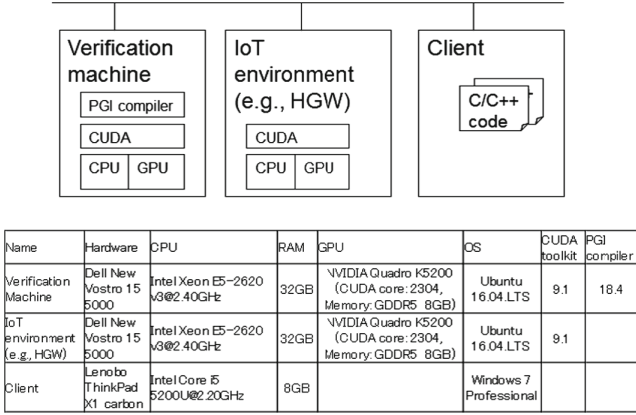 Verification
machine
PGI compiler
CUDA
CPU GPU
IoT
environment
(e.g., HGW)
CUDA
CPU GPU
Client
C/C++
code
Name Hardware CPU RAM GPU OS CUDA toolkit PGI compiler
Verification Machine Dell New Vostro 15 5000 Intel Xeon E5-2620 v3@2.40GHz 32GB NVIDIA Quadro K5200 (CUDA core: 2304, Memory: GDDR5 8GB) Ubuntu 16.04.LTS 9.1 18.4
IoT environment (e.g., HGW) Dell New Vostro 15 5000 Intel Xeon E5-2620 v3@2.40GHz 32GB NVIDIA Quadro K5200 (CUDA core: 2304, Memory: GDDR5 8GB) Ubuntu 16.04.LTS 9.1
Client Lenobo ThinkPad X1 carbon Intel Core i5 5200U@2.20GHz 8GB Windows 7 Professional